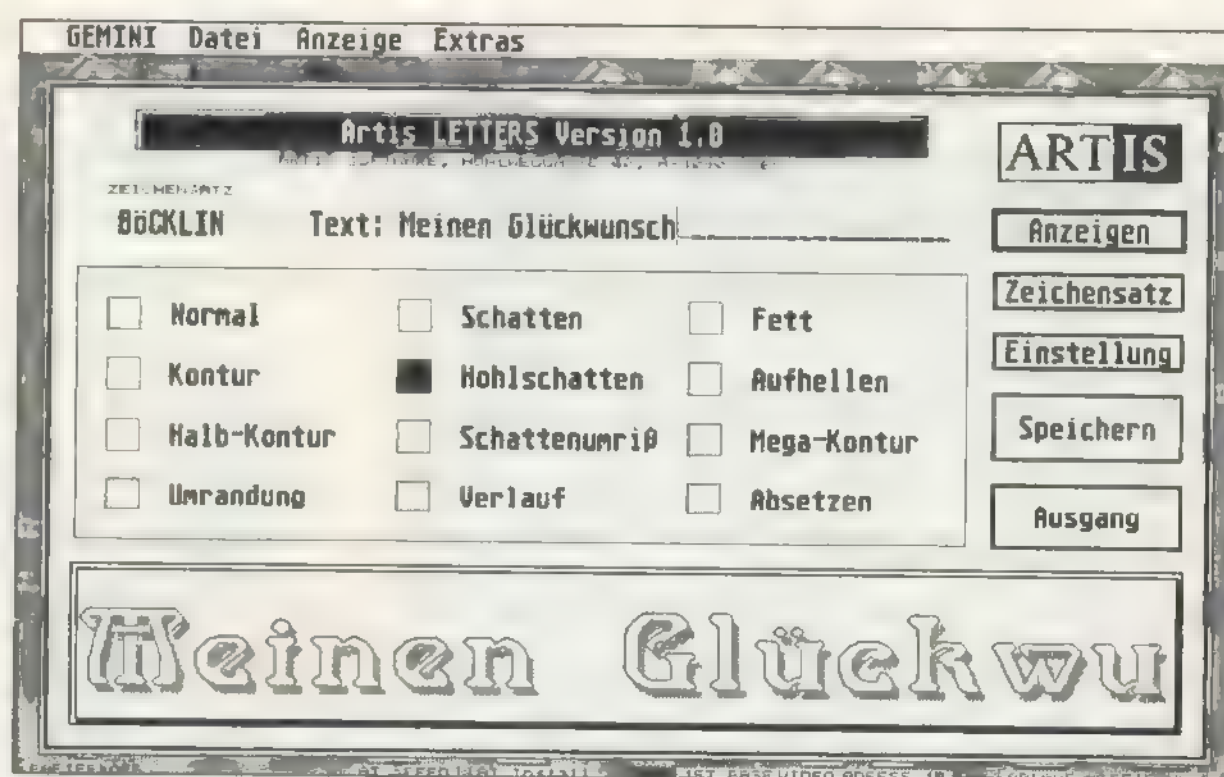 GEMINI Datei Anzeige Extras
Artis LETTERS Version 1.0
ARTIS
ZEICHENSATZ
BöCKLIN Text: Meinen Glückwunsch
Anzeigen
Normal Schatten Fett
Zeichensatz
Kontur Hohlschatten Aufhellen
Einstellung
Halb-Kontur Schattenumriß Mega-Kontur
Speichern
Umrandung Verlauf Absetzen
Ausgang
Meinen Glückwu